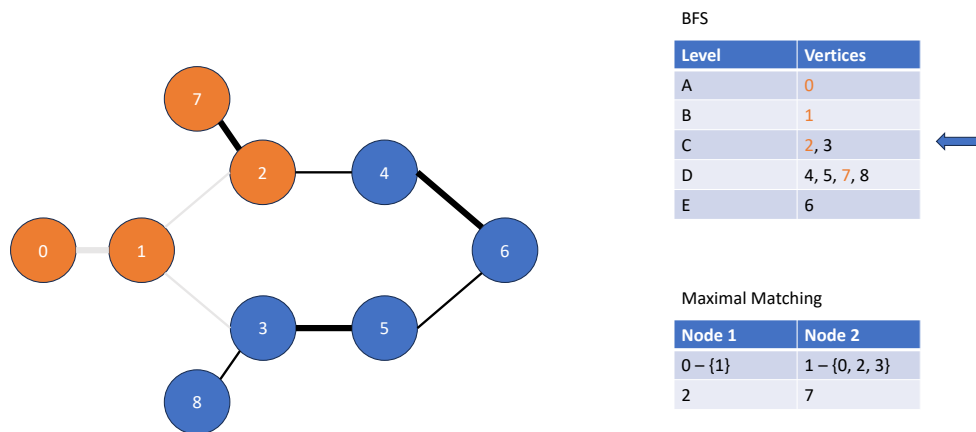 BFS
Level Vertices
A 0
B 1
C 2, 3
D 4, 5, 7, 8
E 6
7
2 4
0 1 6
3 5
8
Maximal Matching
Node 1 Node 2
0 – {1} 1 – {0, 2, 3}
2 7